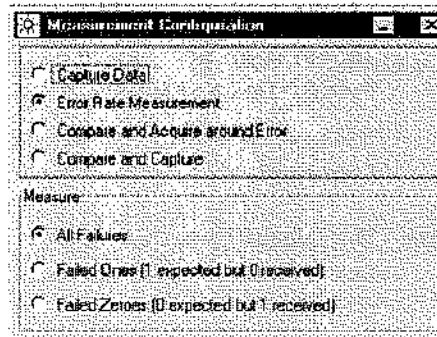 Measurement Configuration
Capture Data
Error Rate Measurement
Compare and Acquire around Error
Compare and Capture
Measure
All Failures
Failed Ones (1 expected but 0 received)
Failed Zeroes (0 expected but 1 received)